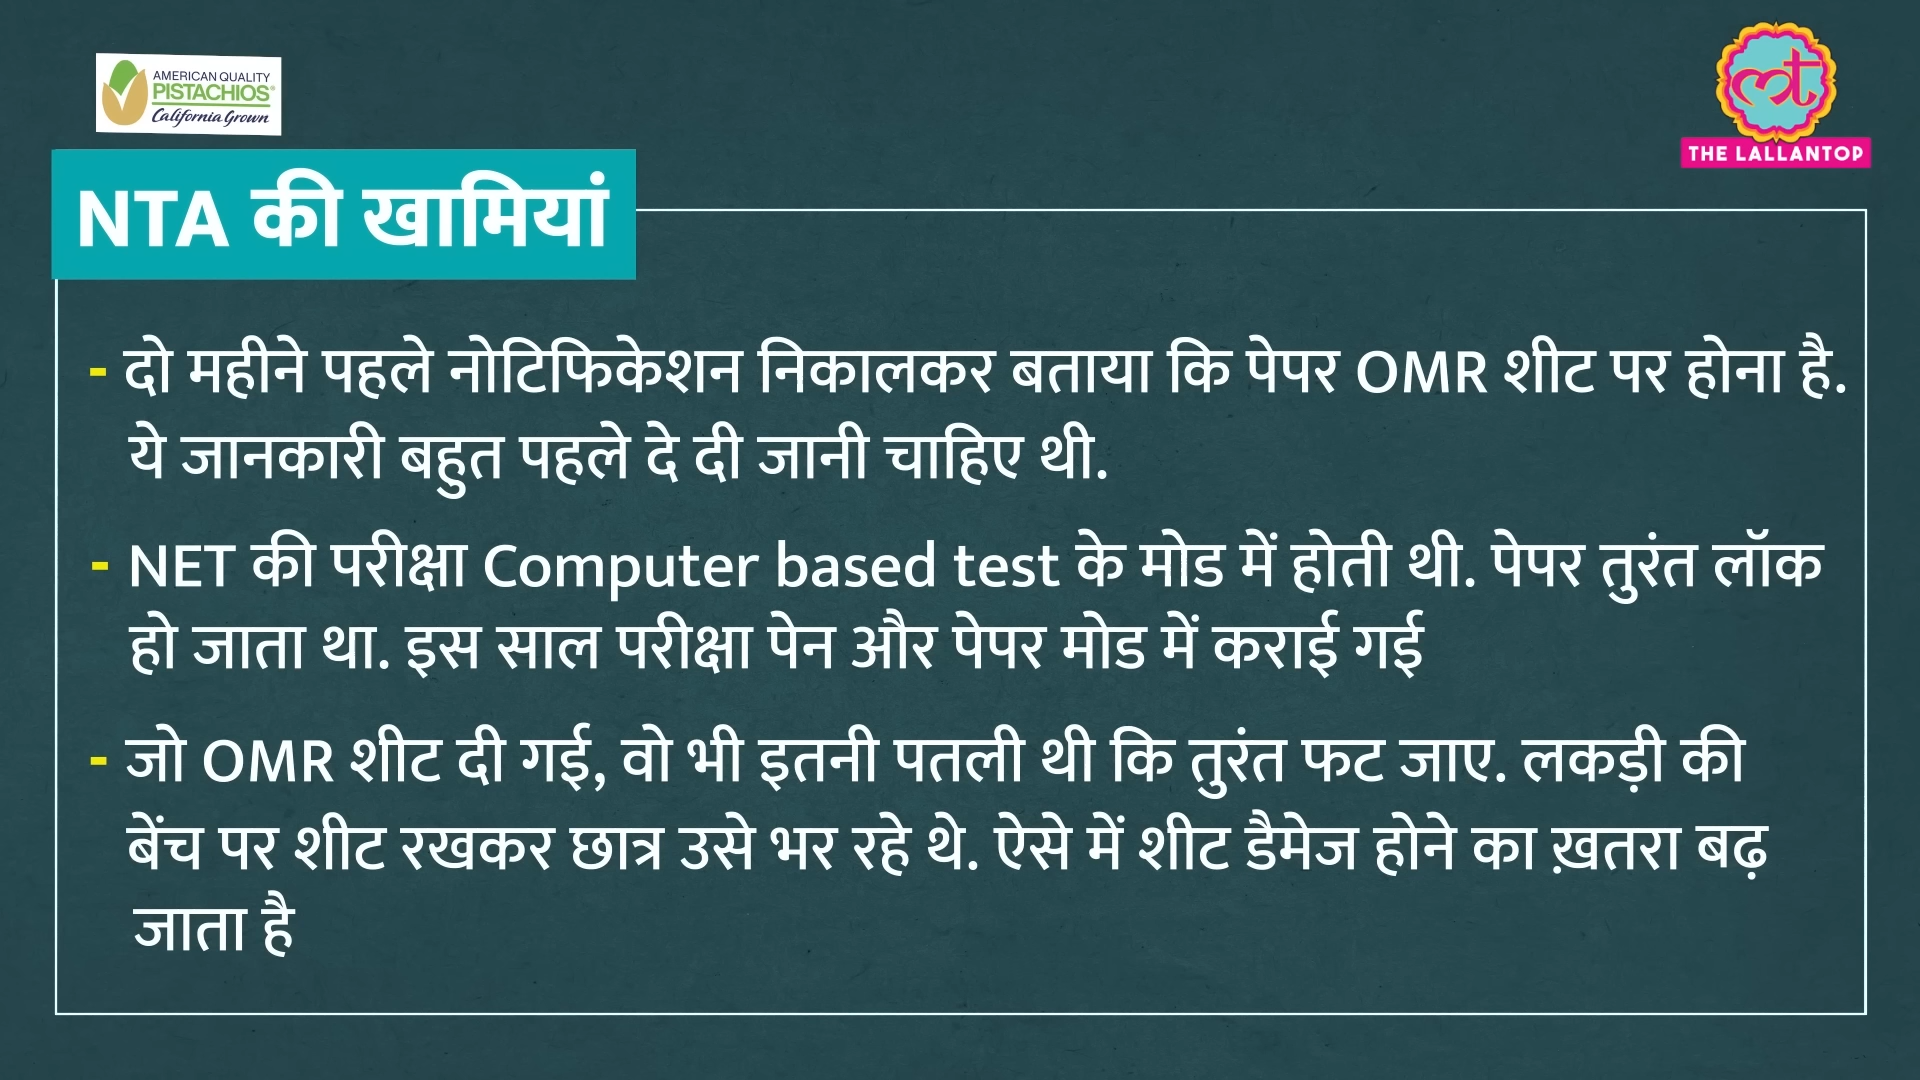 AMERICAN QUALITY
PISTACHIOS®
California Grown
THE LALLANTOP
NTA की खामियां
- दो महीने पहले नोटिफिकेशन निकालकर बताया कि पेपर OMR शीट पर होना है.
ये जानकारी बहुत पहले दे दी जानी चाहिए थी.
- NET की परीक्षा Computer based test के मोड में होती थी. पेपर तुरंत लॉक
हो जाता था. इस साल परीक्षा पेन और पेपर मोड में कराई गई
- जो OMR शीट दी गई, वो भी इतनी पतली थी कि तुरंत फट जाए. लकड़ी की
बेंच पर शीट रखकर छात्र उसे भर रहे थे. ऐसे में शीट डैमेज होने का ख़तरा बढ़
जाता है